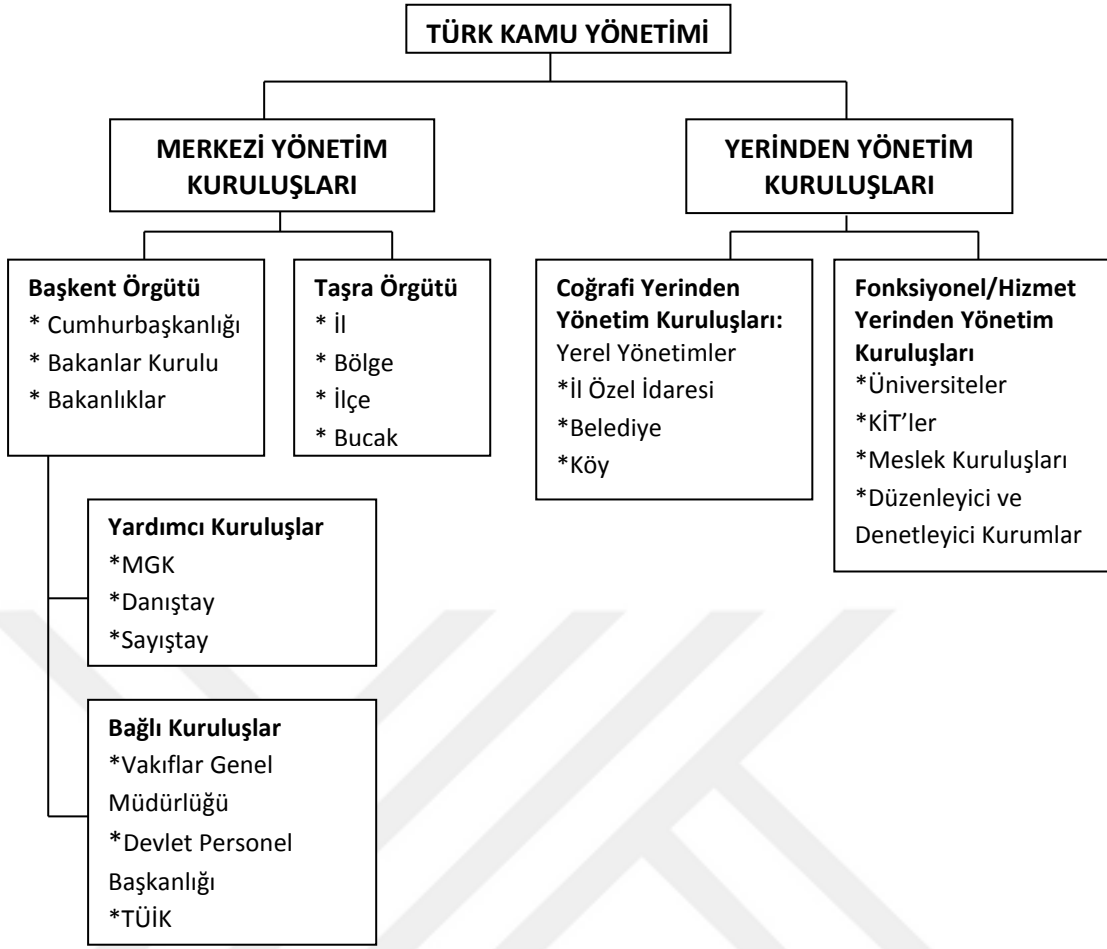 TÜRK KAMU YÖNETİMİ
MERKEZİ YÖNETİM
KURULUŞLARI
YERİNDEN YÖNETİM
KURULUŞLARI
Başkent Örgütü
* Cumhurbaşkanlığı
* Bakanlar Kurulu
* Bakanlıklar
Taşra Örgütü
* İl
* Bölge
* İlçe
* Bucak
Coğrafi Yerinden
Yönetim Kuruluşları:
Yerel Yönetimler
*İl Özel İdaresi
*Belediye
*Köy
Fonksiyonel/Hizmet
Yerinden Yönetim
Kuruluşları
*Üniversiteler
*KİT’ler
*Meslek Kuruluşları
*Düzenleyici ve
Denetleyici Kurumlar
Yardımcı Kuruluşlar
*MGK
*Danıştay
*Sayıştay
Bağlı Kuruluşlar
*Vakıflar Genel
Müdürlüğü
*Devlet Personel
Başkanlığı
*TÜİK